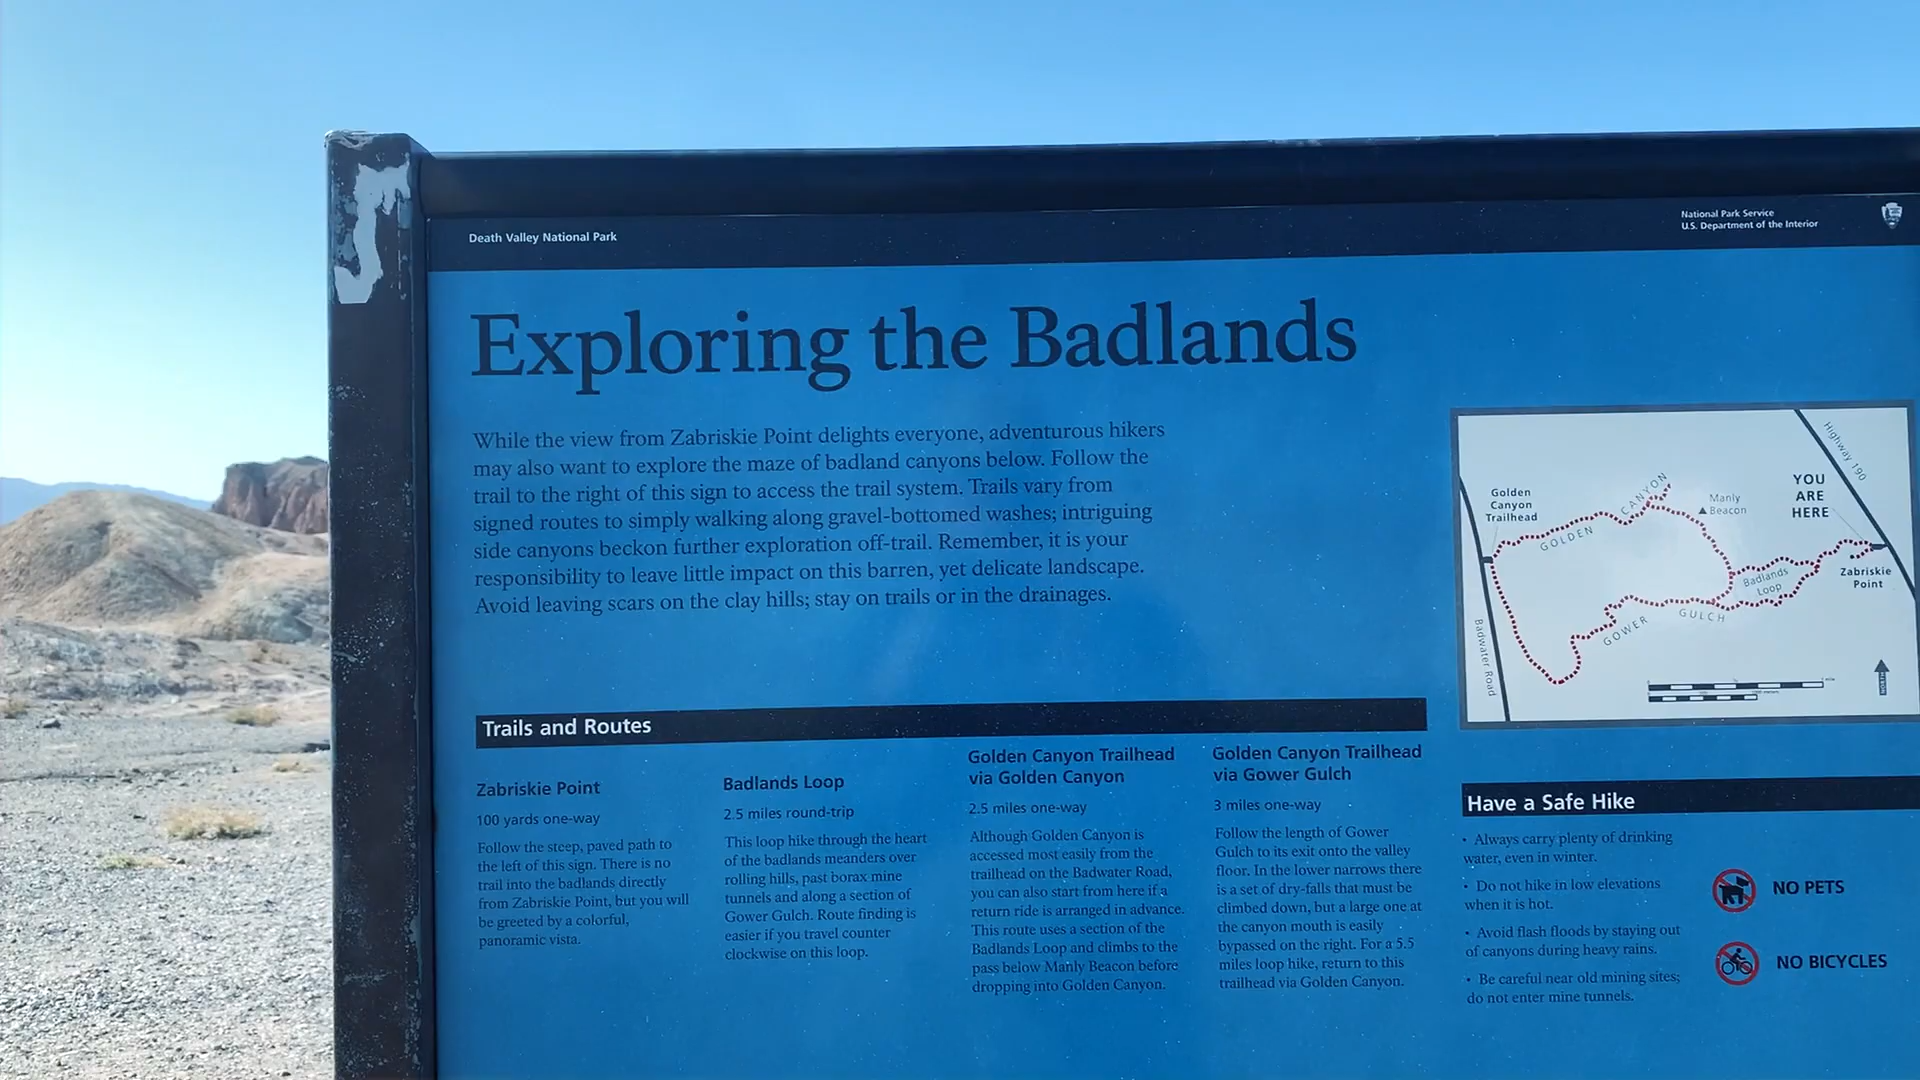 Death Valley National Park
National Park Service
U.S. Department of the Interior
Exploring the Badlands
While the view from Zabriskie Point delights everyone, adventurous hikers
may also want to explore the maze of badland canyons below. Follow the
trail to the right of this sign to access the trail system. Trails vary from
signed routes to simply walking along gravel-bottomed washes; intriguing
side canyons beckon further exploration off-trail. Remember, it is your
responsibility to leave little impact on this barren, yet delicate landscape.
Avoid leaving scars on the clay hills; stay on trails or in the drainages.
Highway 190
YOU
ARE
HERE
Golden
Canyon
Trailhead
GOLDEN CANYON
Manly
Beacon
Badlands
Loop
Zabriskie
Point
GOWER GULCH
Badwater Road
NORTH
Trails and Routes
Zabriskie Point
100 yards one-way
Follow the steep, paved path to
the left of this sign. There is no
trail into the badlands directly
from Zabriskie Point, but you will
be greeted by a colorful,
panoramic vista.
Badlands Loop
2.5 miles round-trip
This loop hike through the heart
of the badlands meanders over
rolling hills, past borax mine
tunnels and along a section of
Gower Gulch. Route finding is
easier if you travel counter
clockwise on this loop.
Golden Canyon Trailhead
via Golden Canyon
2.5 miles one-way
Although Golden Canyon is
accessed most easily from the
trailhead on the Badwater Road,
you can also start from here if a
return ride is arranged in advance.
This route uses a section of the
Badlands Loop and climbs to the
pass below Manly Beacon before
dropping into Golden Canyon.
Golden Canyon Trailhead
via Gower Gulch
3 miles one-way
Follow the length of Gower
Gulch to its exit onto the valley
floor. In the lower narrows there
is a set of dry-falls that must be
climbed down, but a large one at
the canyon mouth is easily
bypassed on the right. For a 5.5
miles loop hike, return to this
trailhead via Golden Canyon.
Have a Safe Hike
• Always carry plenty of drinking
water, even in winter.
• Do not hike in low elevations
when it is hot.
• Avoid flash floods by staying out
of canyons during heavy rains.
• Be careful near old mining sites;
do not enter mine tunnels.
NO PETS
NO BICYCLES